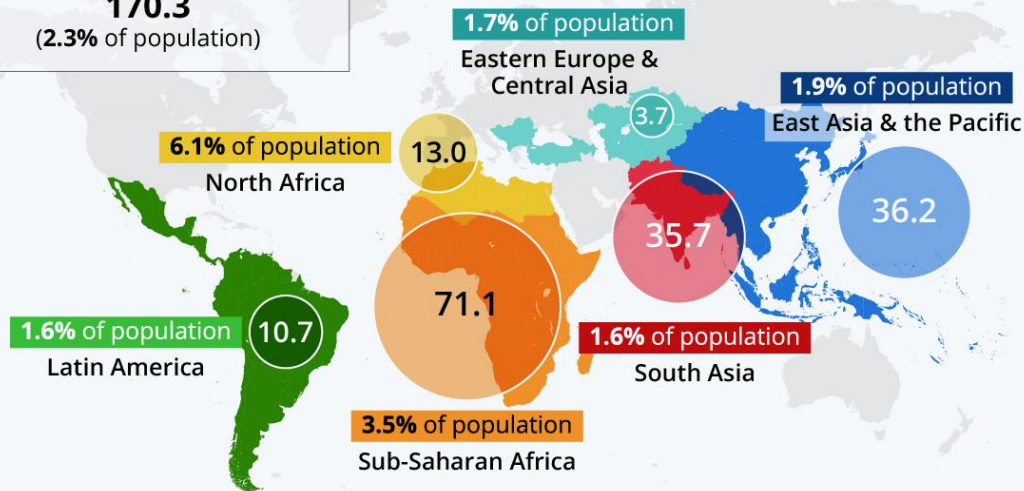 170.3
(2.3% of population)
1.7% of population
Eastern Europe &
Central Asia
3.7
1.9% of population
East Asia & the Pacific
36.2
6.1% of population
North Africa
13.0
35.7
71.1
1.6% of population
Latin America
10.7
1.6% of population
South Asia
3.5% of population
Sub-Saharan Africa